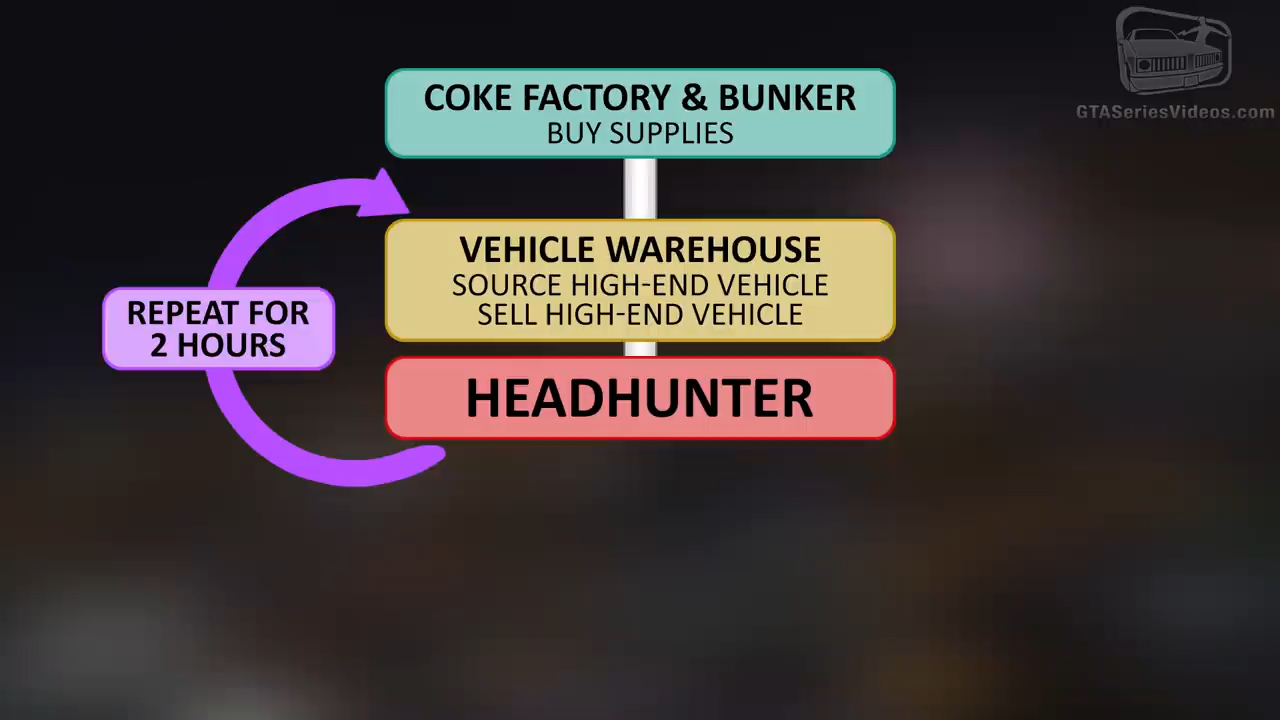 GTASeriesVideos.com
COKE FACTORY & BUNKER
BUY SUPPLIES
VEHICLE WAREHOUSE
SOURCE HIGH-END VEHICLE
SELL HIGH-END VEHICLE
REPEAT FOR
2 HOURS
HEADHUNTER